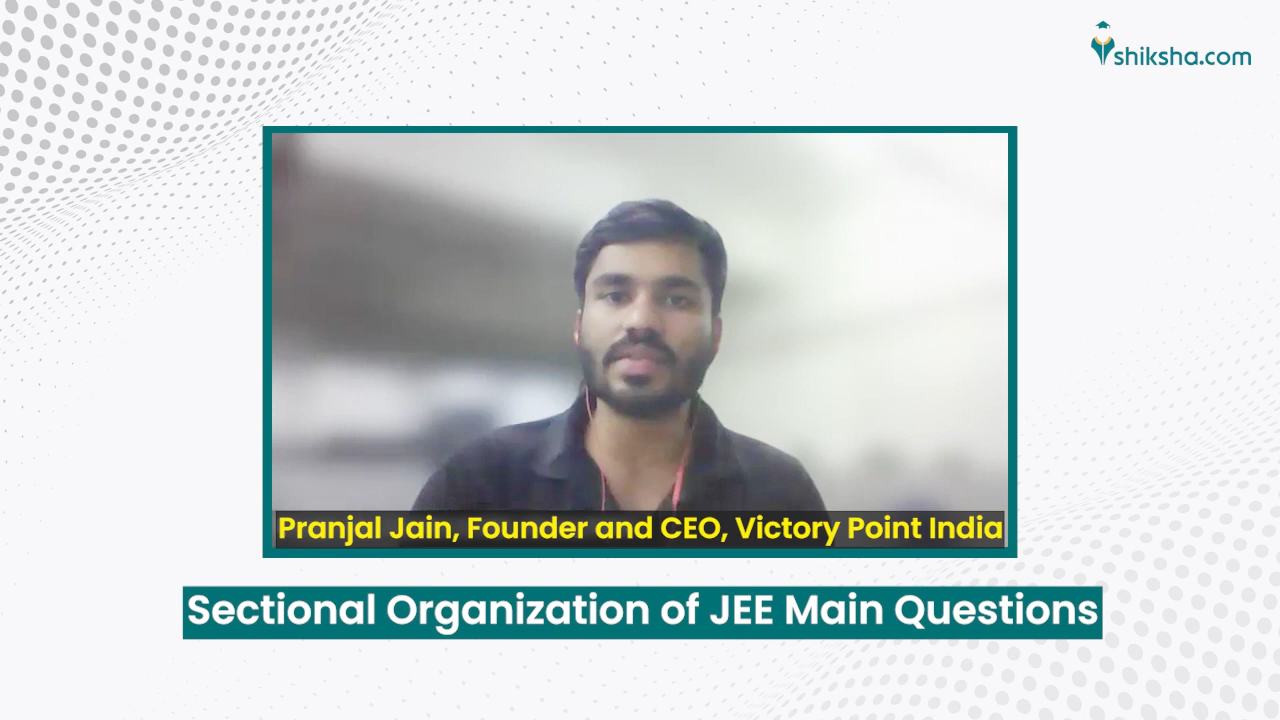 shiksha.com
Pranjal Jain, Founder and CEO, Victory Point India
Sectional Organization of JEE Main Questions